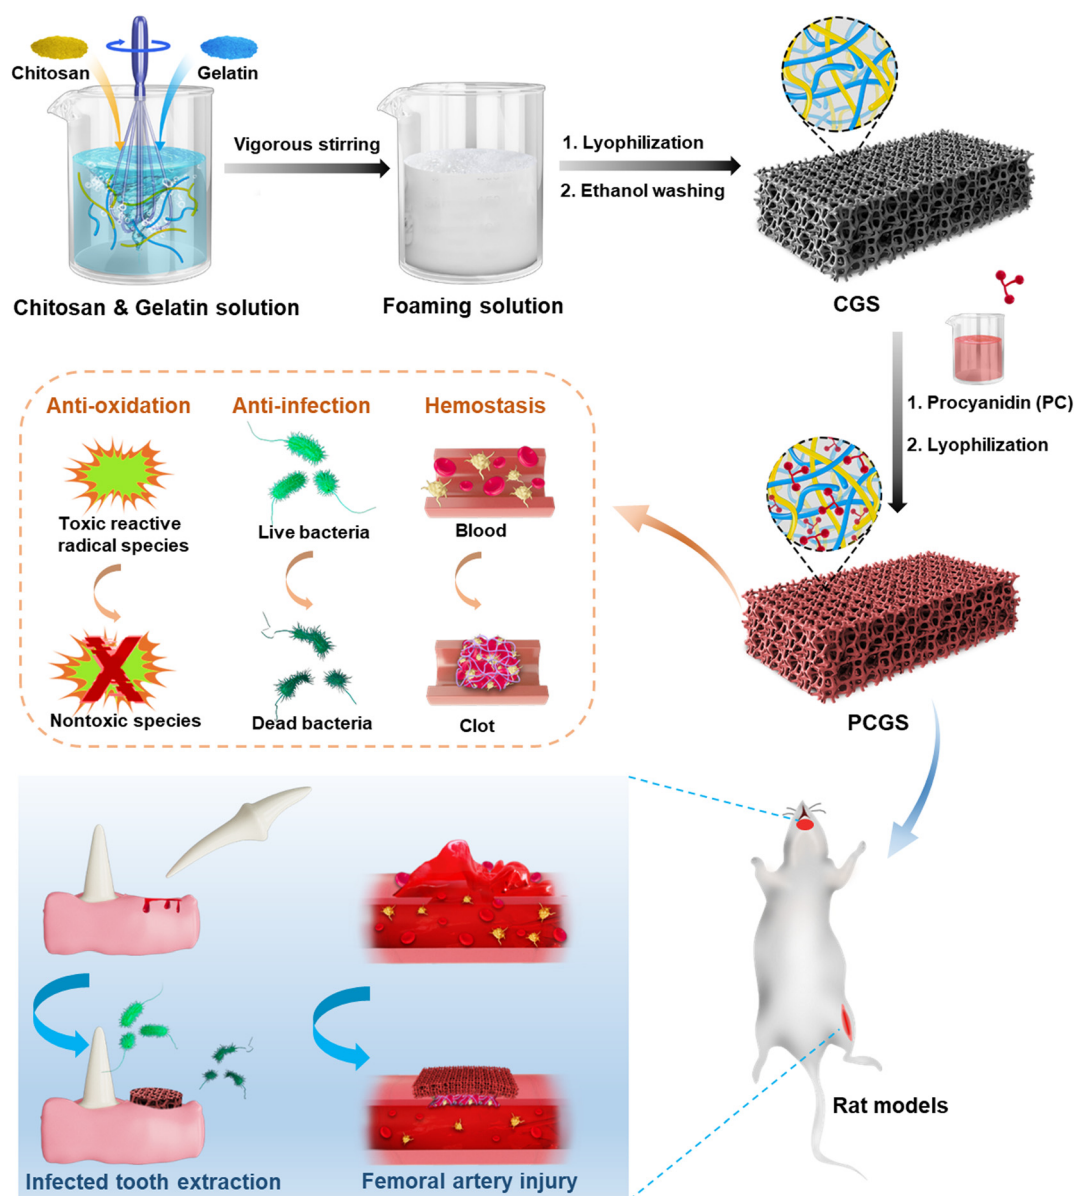 Chitosan
Gelatin
Vigorous stirring
1. Lyophilization
2. Ethanol washing
Chitosan & Gelatin solution
Foaming solution
CGS
1. Procyanidin (PC)
2. Lyophilization
Anti-oxidation
Anti-infection
Hemostasis
Toxic reactive
radical species
Live bacteria
Blood
Nontoxic species
Dead bacteria
Clot
PCGS
Rat models
Infected tooth extraction
Femoral artery injury